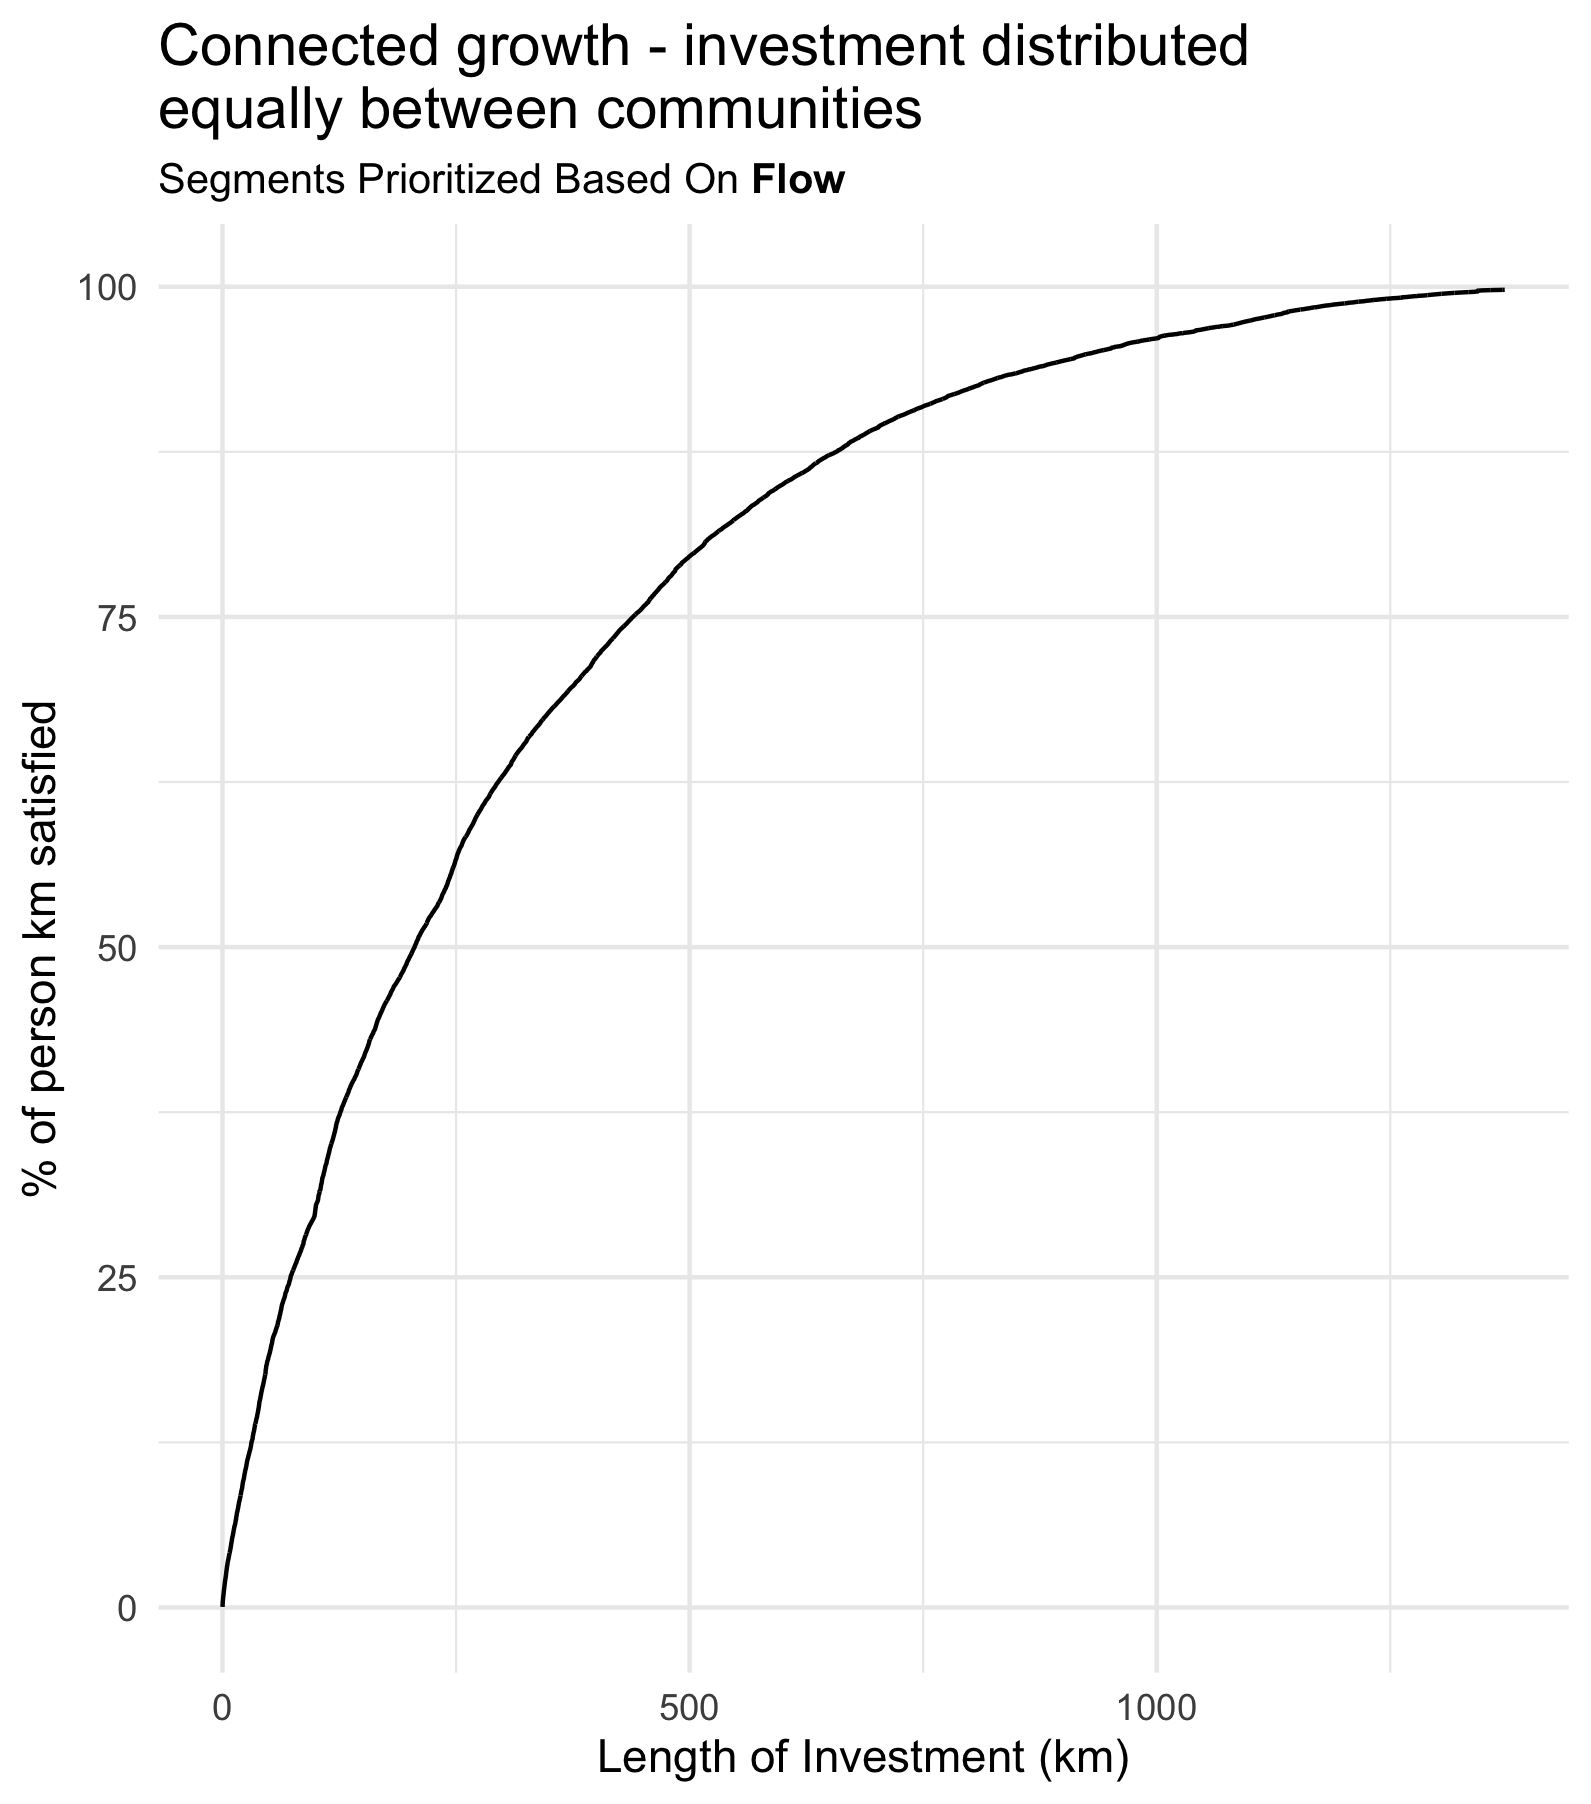 Connected growth - investment distributed
equally between communities
Segments Prioritized Based On Flow
% of person km satisfied
100
75
50
25
0
0 500 1000
Length of Investment (km)